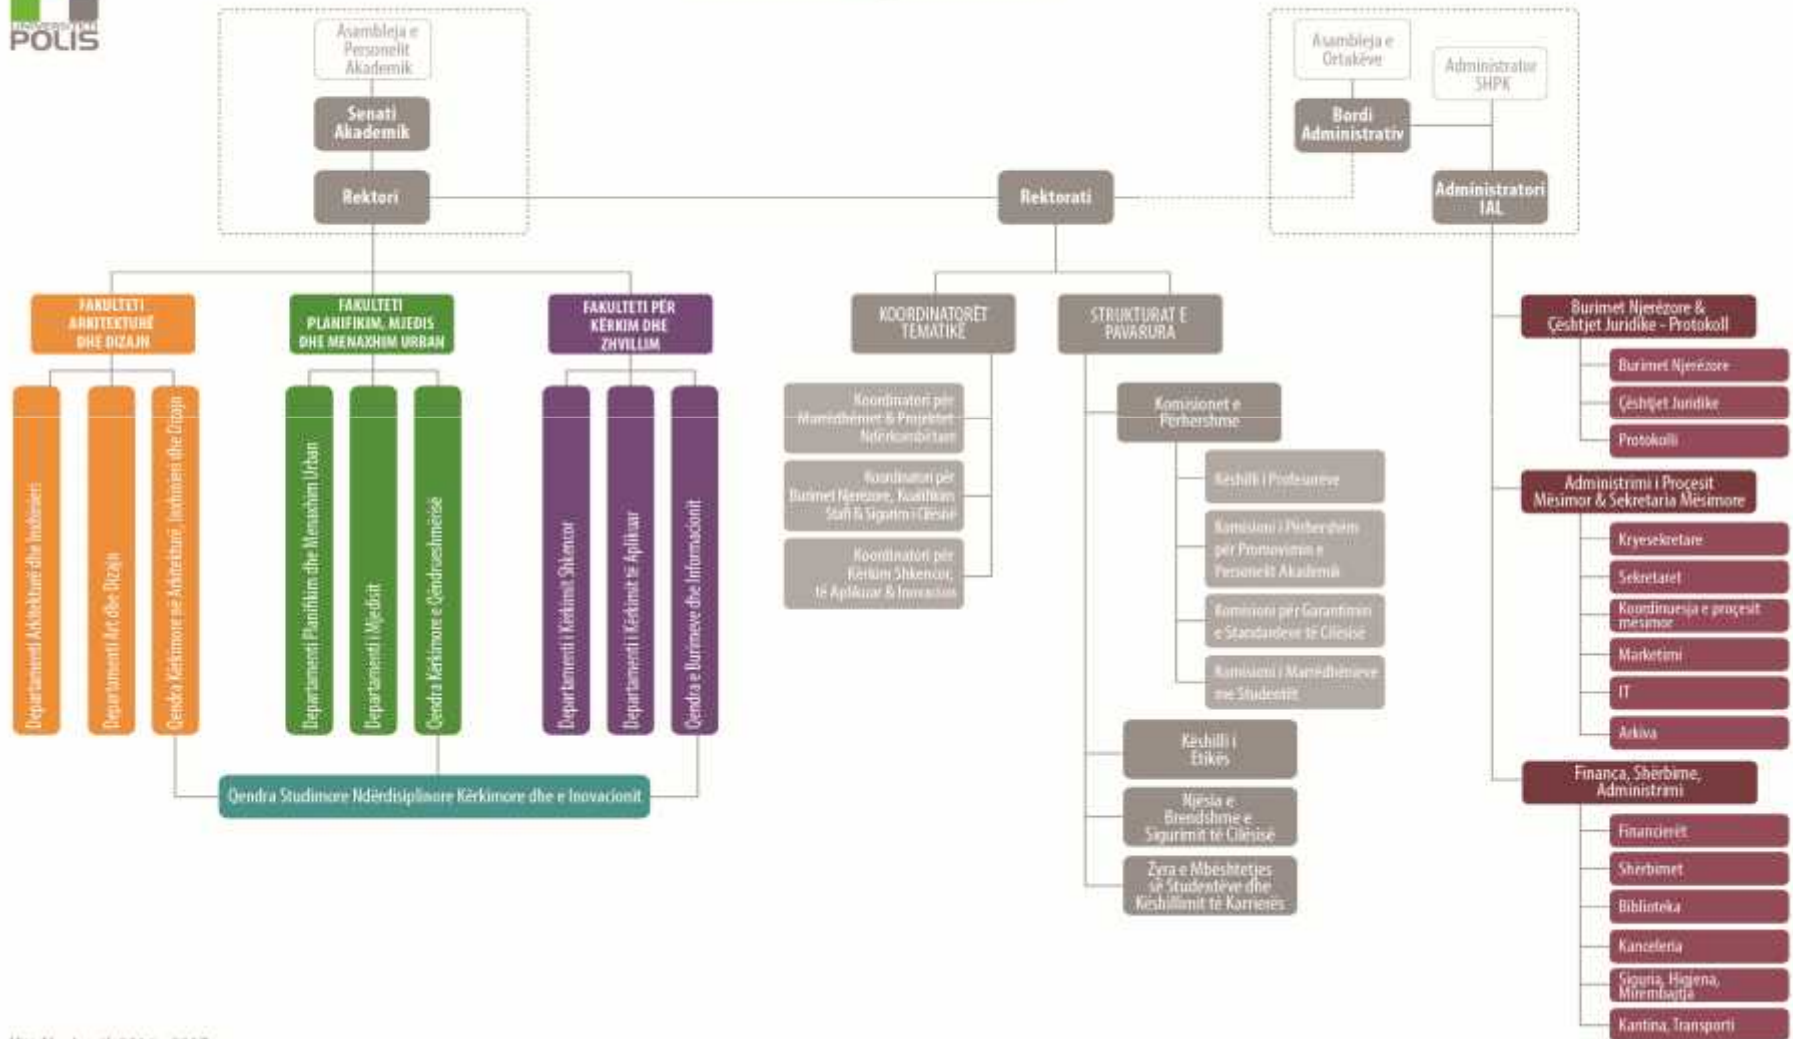 UNIVERSITETI
POLIS
Asambleja e
Personelit
Akademik
Senati
Akademik
Rektori
Rektorati
Asambleja e
Ortakëve
Administrator
SHPK
Bordi
Administrativ
Administratori
IAL
FAKULTETI
ARKITEKTURË
DHE DIZAJN
FAKULTETI
PLANIFIKIM, MJEDIS
DHE MENAXHIM URBAN
FAKULTETI PËR
KËRKIM DHE
ZHVILLIM
Departamenti Arkitekturë dhe Inxhinieri
Departamenti Art dhe Dizajn
Qendra Kërkimore në Arkitekturë, Inxhinieri dhe Dizajn
Departamenti Planifikim dhe Menaxhim Urban
Departamenti i Mjedisit
Qendra Kërkimore e Qëndrueshmërisë
Departamenti i Kërkimit Shkencor
Departamenti i Kërkimit të Aplikuar
Qendra e Burimeve dhe Informacionit
Qendra Studimore Ndërdisiplinore Kërkimore dhe e Inovacionit
KOORDINATORËT
TEMATIKË
Koordinatori për
Marrëdhëniet & Projektet
Ndërkombëtare
Koordinatori për
Burimet Njerëzore, Kualifikim
Stafi & Sigurim i Cilësisë
Koordinatori për
Kërkim Shkencor,
të Aplikuar & Inovacion
STRUKTURAT E
PAVARURA
Komisionet e
Përhershme
Këshilli i Profesorëve
Komisioni i Përhershëm
për Promovimin e
Personelit Akademik
Komisioni për Garantimin
e Standardeve të Cilësisë
Komisioni i Marrëdhënieve
me Studentët
Këshilli i
Etikës
Njësia e
Brendshme e
Sigurimit të Cilësisë
Zyra e Mbështetjes
së Studentëve dhe
Këshillimit të Karrierës
Burimet Njerëzore &
Çështjet Juridike - Protokoll
Burimet Njerëzore
Çështjet Juridike
Protokolli
Administrimi i Procesit
Mësimor & Sekretaria Mësimore
Kryesekretare
Sekretaret
Koordinuesja e proçesit
mësimor
Marketimi
IT
Arkiva
Financa, Shërbime,
Administrimi
Financierët
Shërbimet
Biblioteka
Kanceleria
Siguria, Higjena,
Mirembajtja
Kantina, Transporti